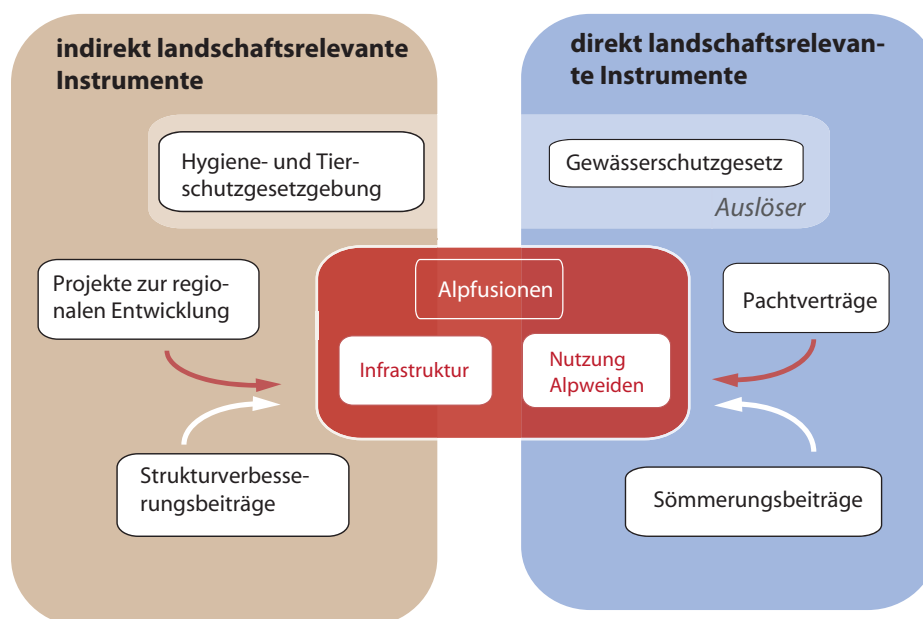 indirekt landschaftsrelevante
Instrumente
direkt landschaftsrelevan-
te Instrumente
Hygiene- und Tier-
schutzgesetzgebung
Gewässerschutzgesetz
Auslöser
Projekte zur regio-
nalen Entwicklung
Alpfusionen
Pachtverträge
Infrastruktur
Nutzung
Alpweiden
Strukturverbesse-
rungsbeiträge
Sömmerungsbeiträge